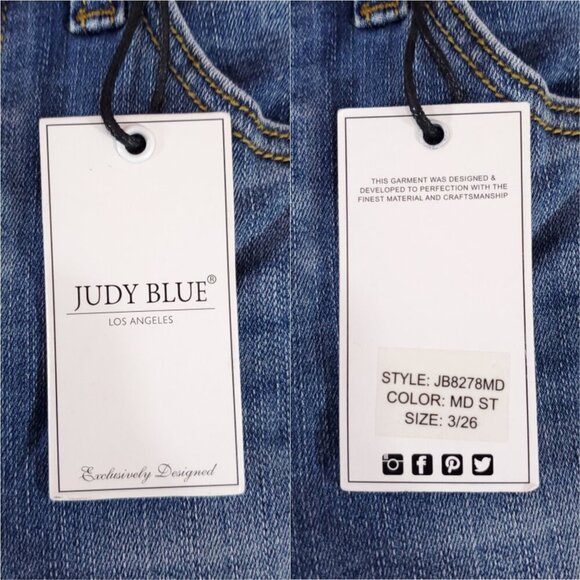 JUDY BLUE®
LOS ANGELES
Exclusively Designed
THIS GARMENT WAS DESIGNED &
DEVELOPED TO PERFECTION WITH THE
FINEST MATERIAL AND CRAFTSMANSHIP
STYLE: JB8278MD
COLOR: MD ST
SIZE: 3/26